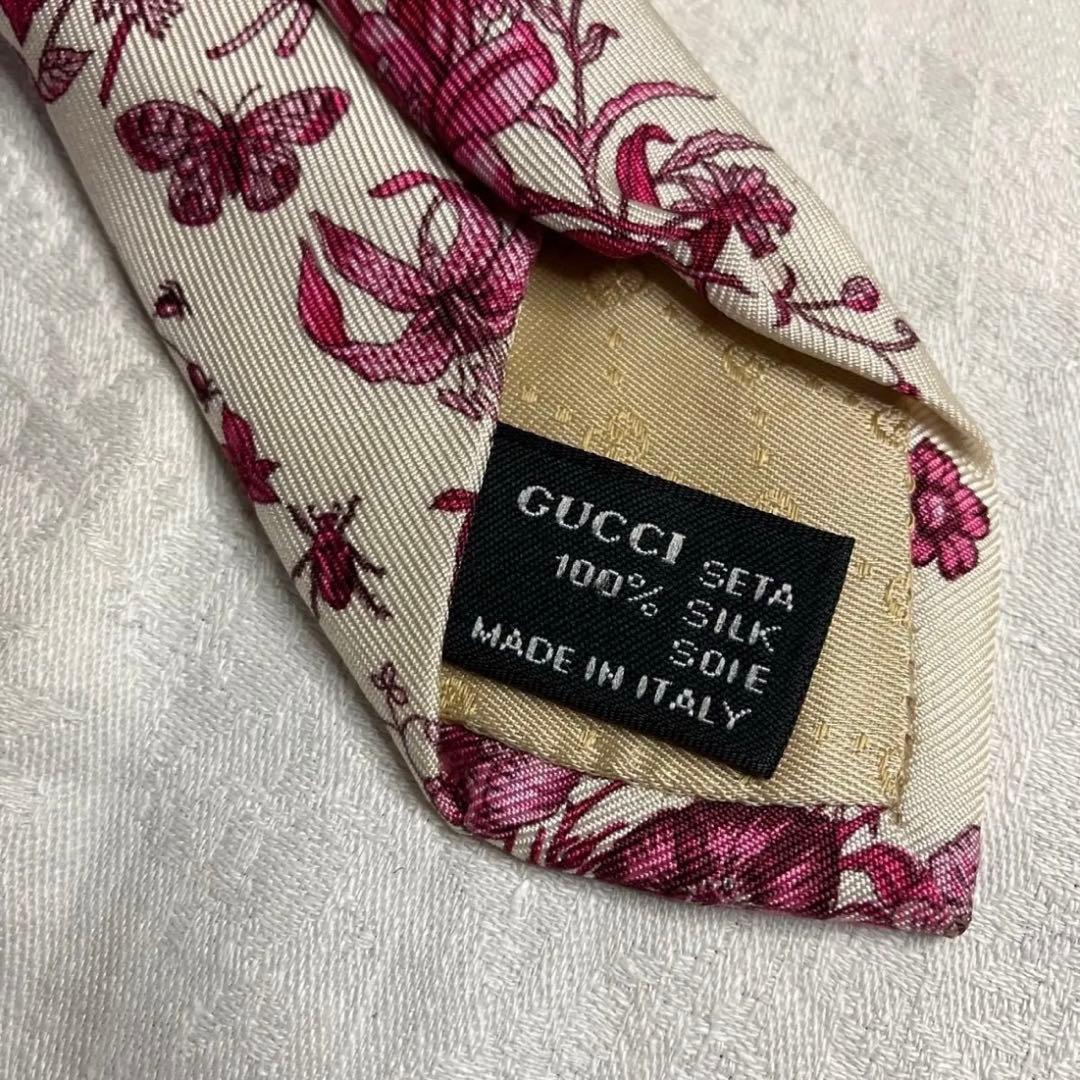 GUCCI
SETA
100% SILK
SOIE
MADE IN ITALY